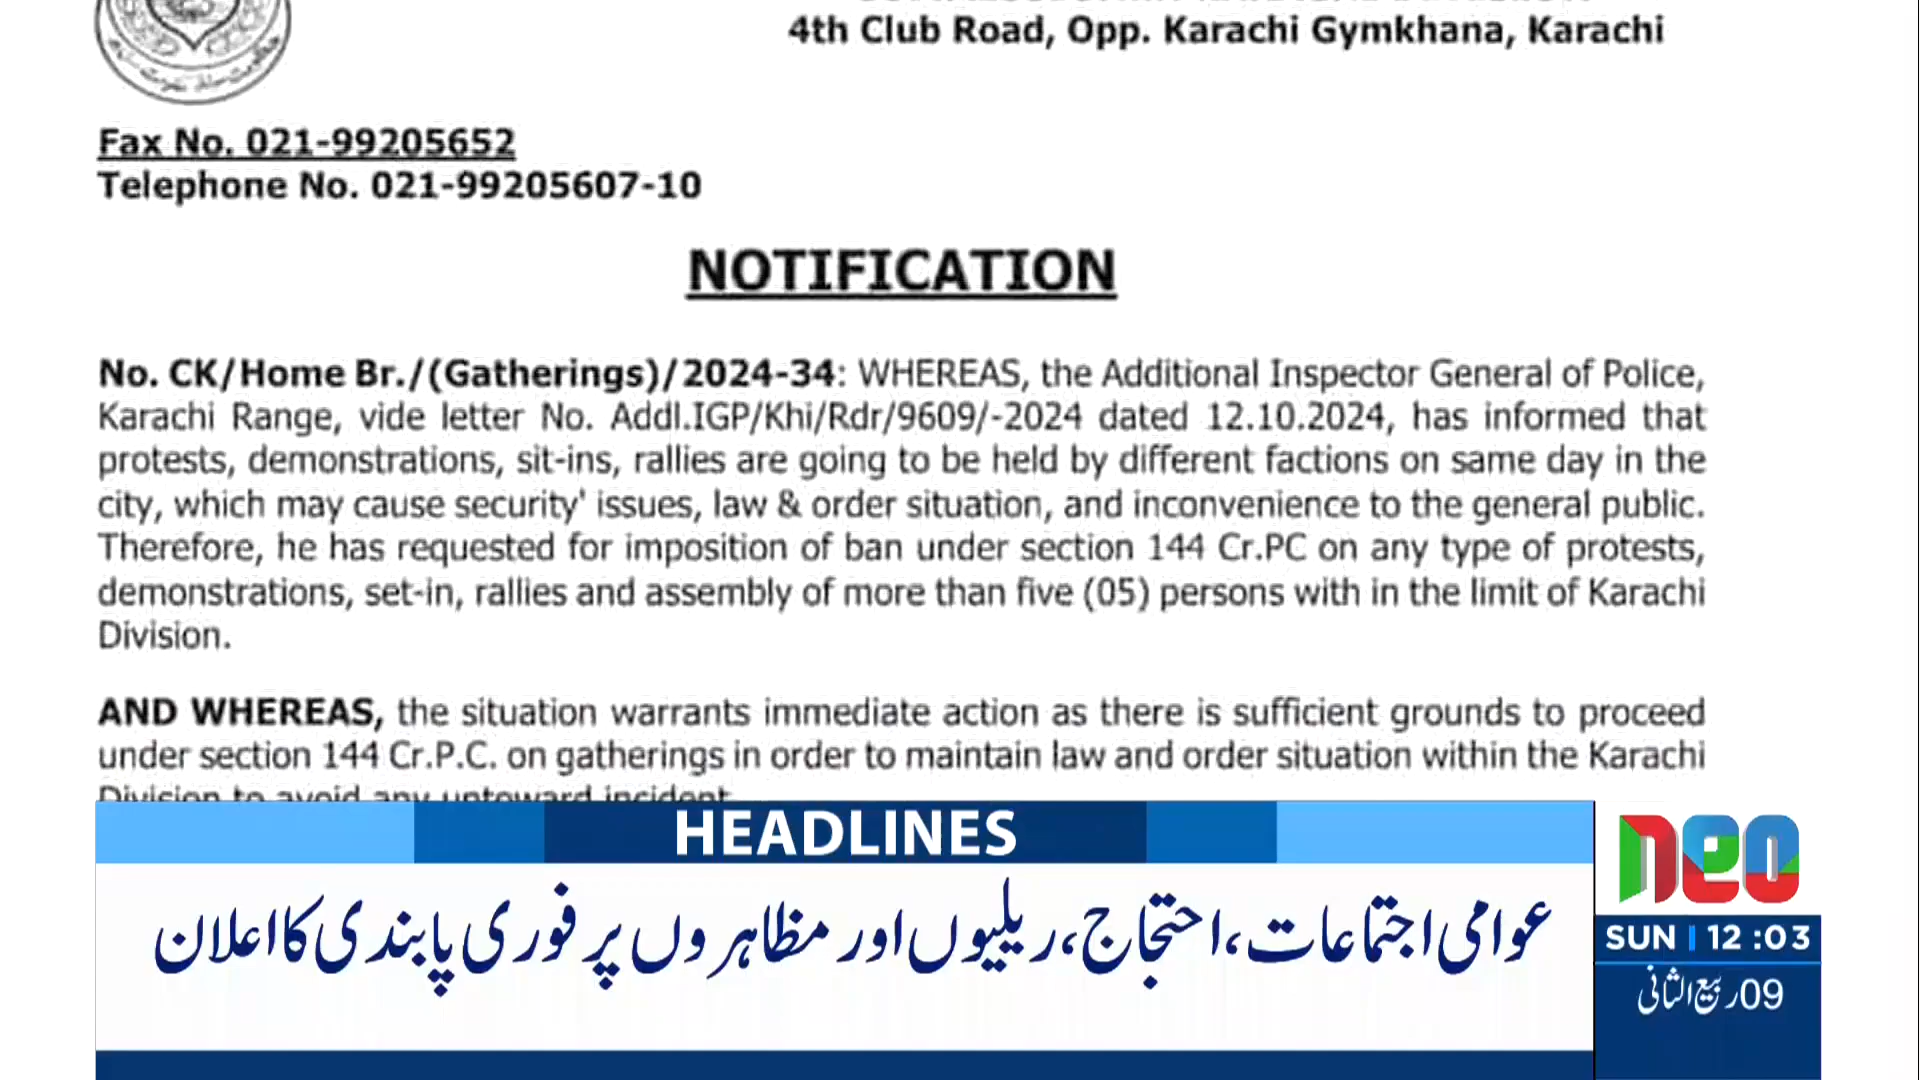 4th Club Road, Opp. Karachi Gymkhana, Karachi
Fax No. 021-99205652
Telephone No. 021-99205607-10
NOTIFICATION
No. CK/Home Br./(Gatherings)/2024-34: WHEREAS, the Additional Inspector General of Police,
Karachi Range, vide letter No. Addl.IGP/Khi/Rdr/9609/-2024 dated 12.10.2024, has informed that
protests, demonstrations, sit-ins, rallies are going to be held by different factions on same day in the
city, which may cause security' issues, law & order situation, and inconvenience to the general public.
Therefore, he has requested for imposition of ban under section 144 Cr.PC on any type of protests,
demonstrations, set-in, rallies and assembly of more than five (05) persons with in the limit of Karachi
Division.
AND WHEREAS, the situation warrants immediate action as there is sufficient grounds to proceed
under section 144 Cr.P.C. on gatherings in order to maintain law and order situation within the Karachi
Division to avoid any untoward incident.
HEADLINES
عوامی اجتماعات، احتجاج، ریلیوں اور مظاہروں پر فوری پابندی کا اعلان
neo
SUN | 12 :03
09 ربیع الثانی